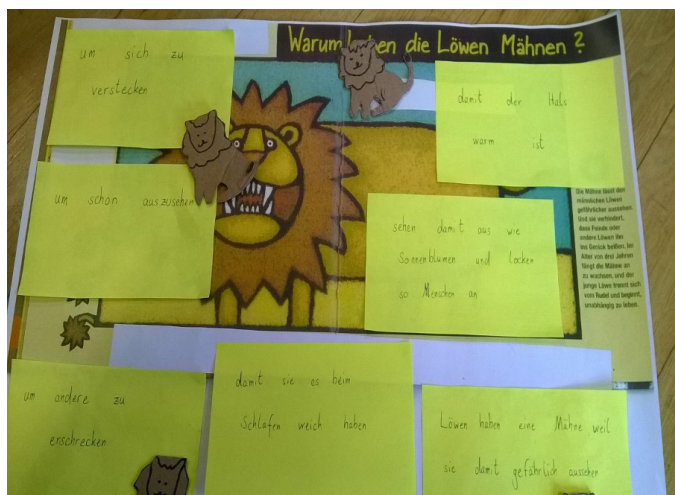 Warum haben die Löwen Mähnen ?
um sich zu
verstecken
damit der Hals
warm ist
um schön auszusehen
sehen damit aus wie
Sonnenblumen und locken
so Menschen an
Die Mähne lässt den
männlichen Löwen
gefährlicher aussehen.
Und sie verhindert,
dass Feinde oder
andere Löwen ihn
ins Genick beißen. Im
Alter von drei Jahren
fängt die Mähne an
zu wachsen, und der
junge Löwe trennt sich
vom Rudel und beginnt,
unabhängig zu leben.
um andere zu
erschrecken
damit sie es beim
Schlafen weich haben
Löwen haben eine Mähne weil
sie damit gefährlich aussehen